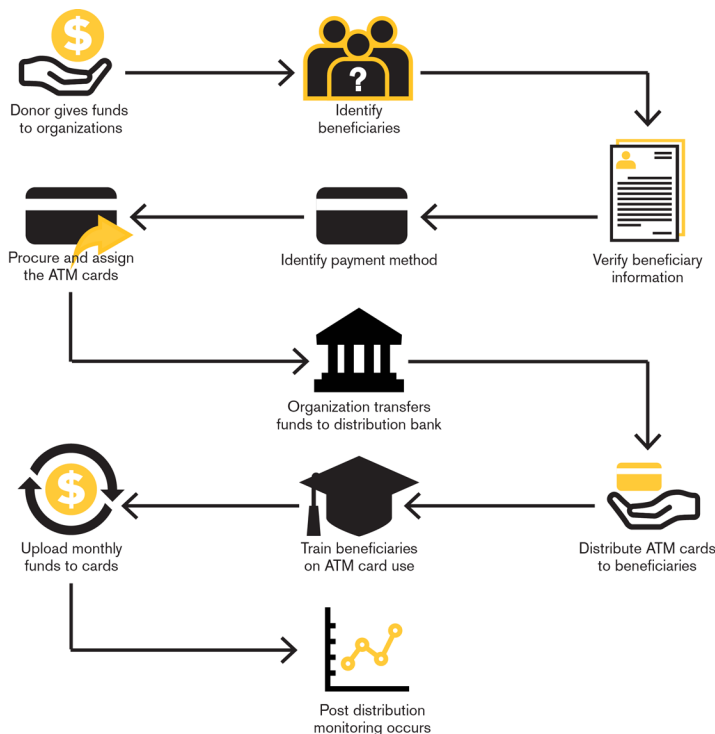 $
Donor gives funds
to organizations
?
Identify
beneficiaries
Verify beneficiary
information
Identify payment method
Procure and assign
the ATM cards
Organization transfers
funds to distribution bank
Distribute ATM cards
to beneficiaries
Train beneficiaries
on ATM card use
$
Upload monthly
funds to cards
Post distribution
monitoring occurs